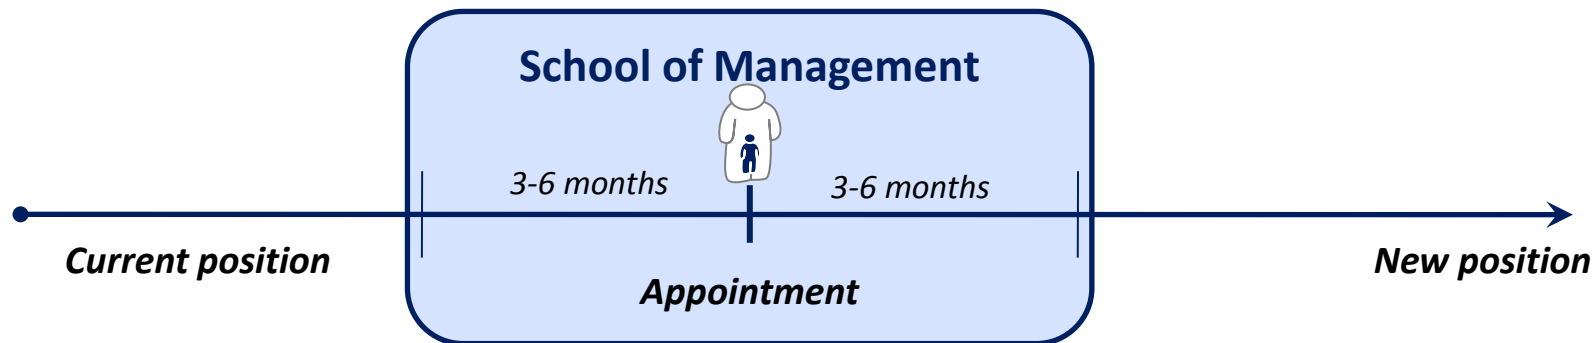 School of Management
3-6 months
3-6 months
Current position
Appointment
New position